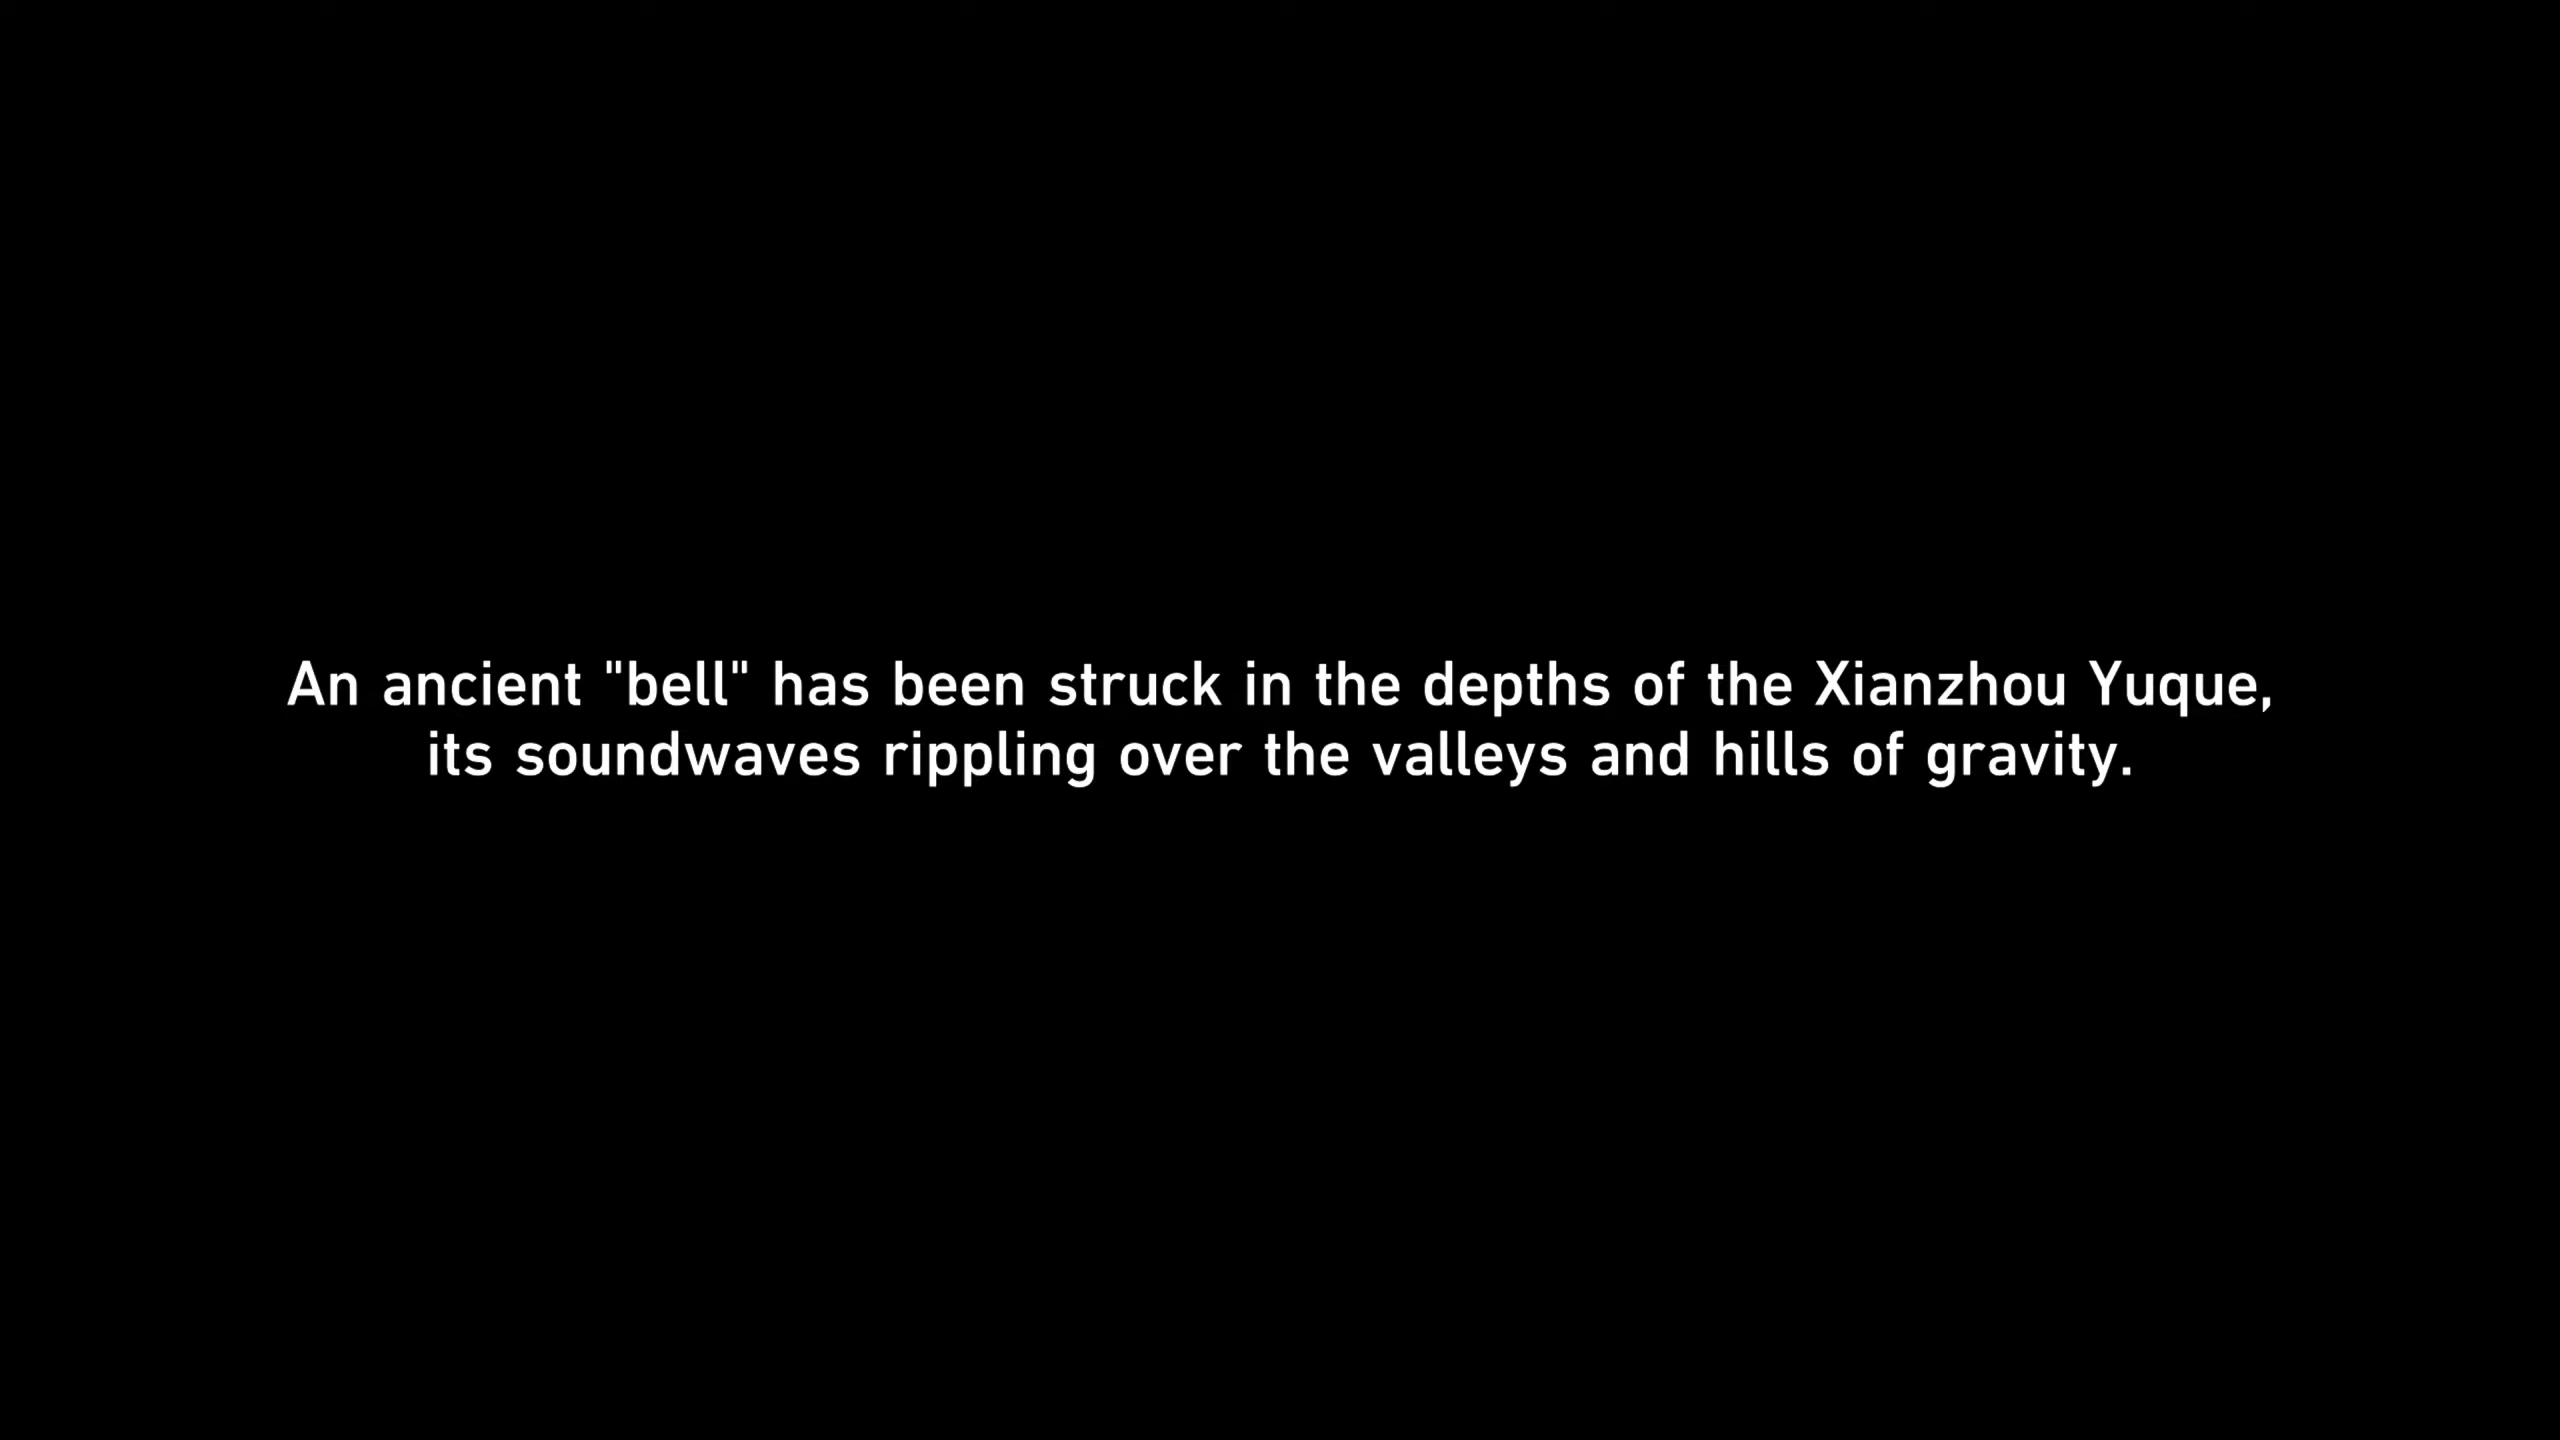 An ancient "bell" has been struck in the depths of the Xianzhou Yuque,
its soundwaves rippling over the valleys and hills of gravity.